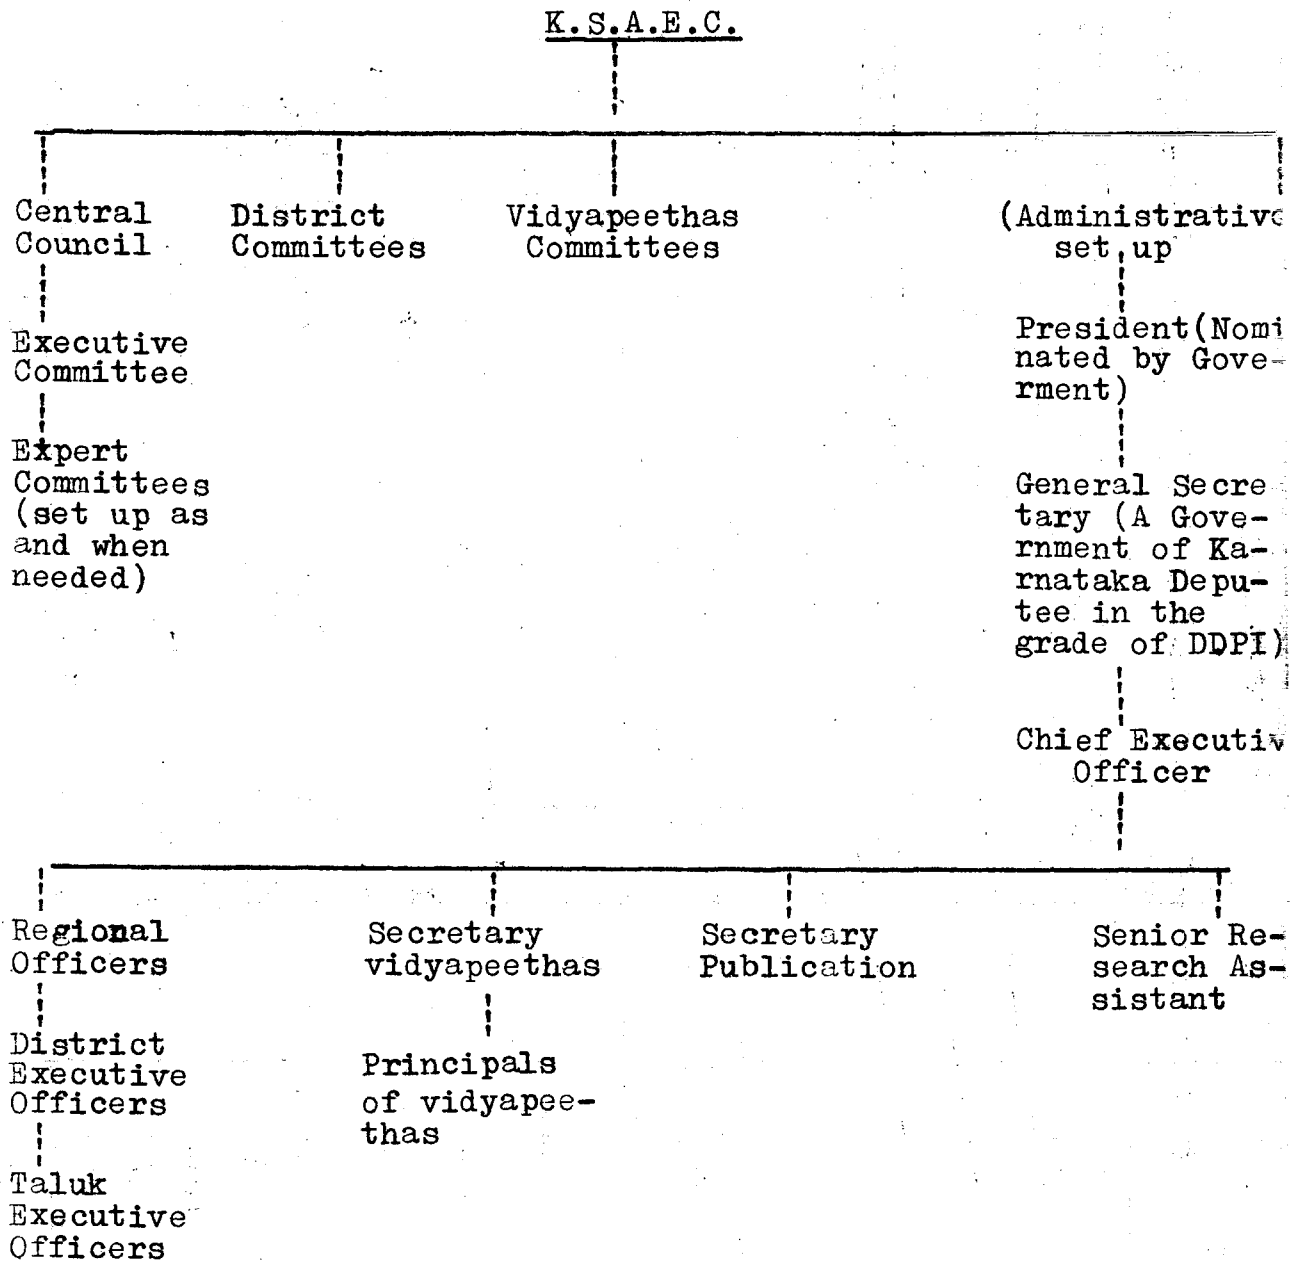 K.S.A.E.C.
Central
Council
District
Committees
Vidyapeethas
Committees
(Administrative
set up
Executive
Committee
Expert
Committees
(set up as
and when
needed)
President(Nomi
nated by Gove-
rment)
General Secre
tary (A Gove-
rnment of Ka-
rnataka Depu-
tee in the
grade of DDPI)
Chief Executiv
Officer
Regional
Officers
District
Executive
Officers
Taluk
Executive
Officers
Secretary
vidyapeethas
Principals
of vidyapee-
thas
Secretary
Publication
Senior Re-
search As-
sistant